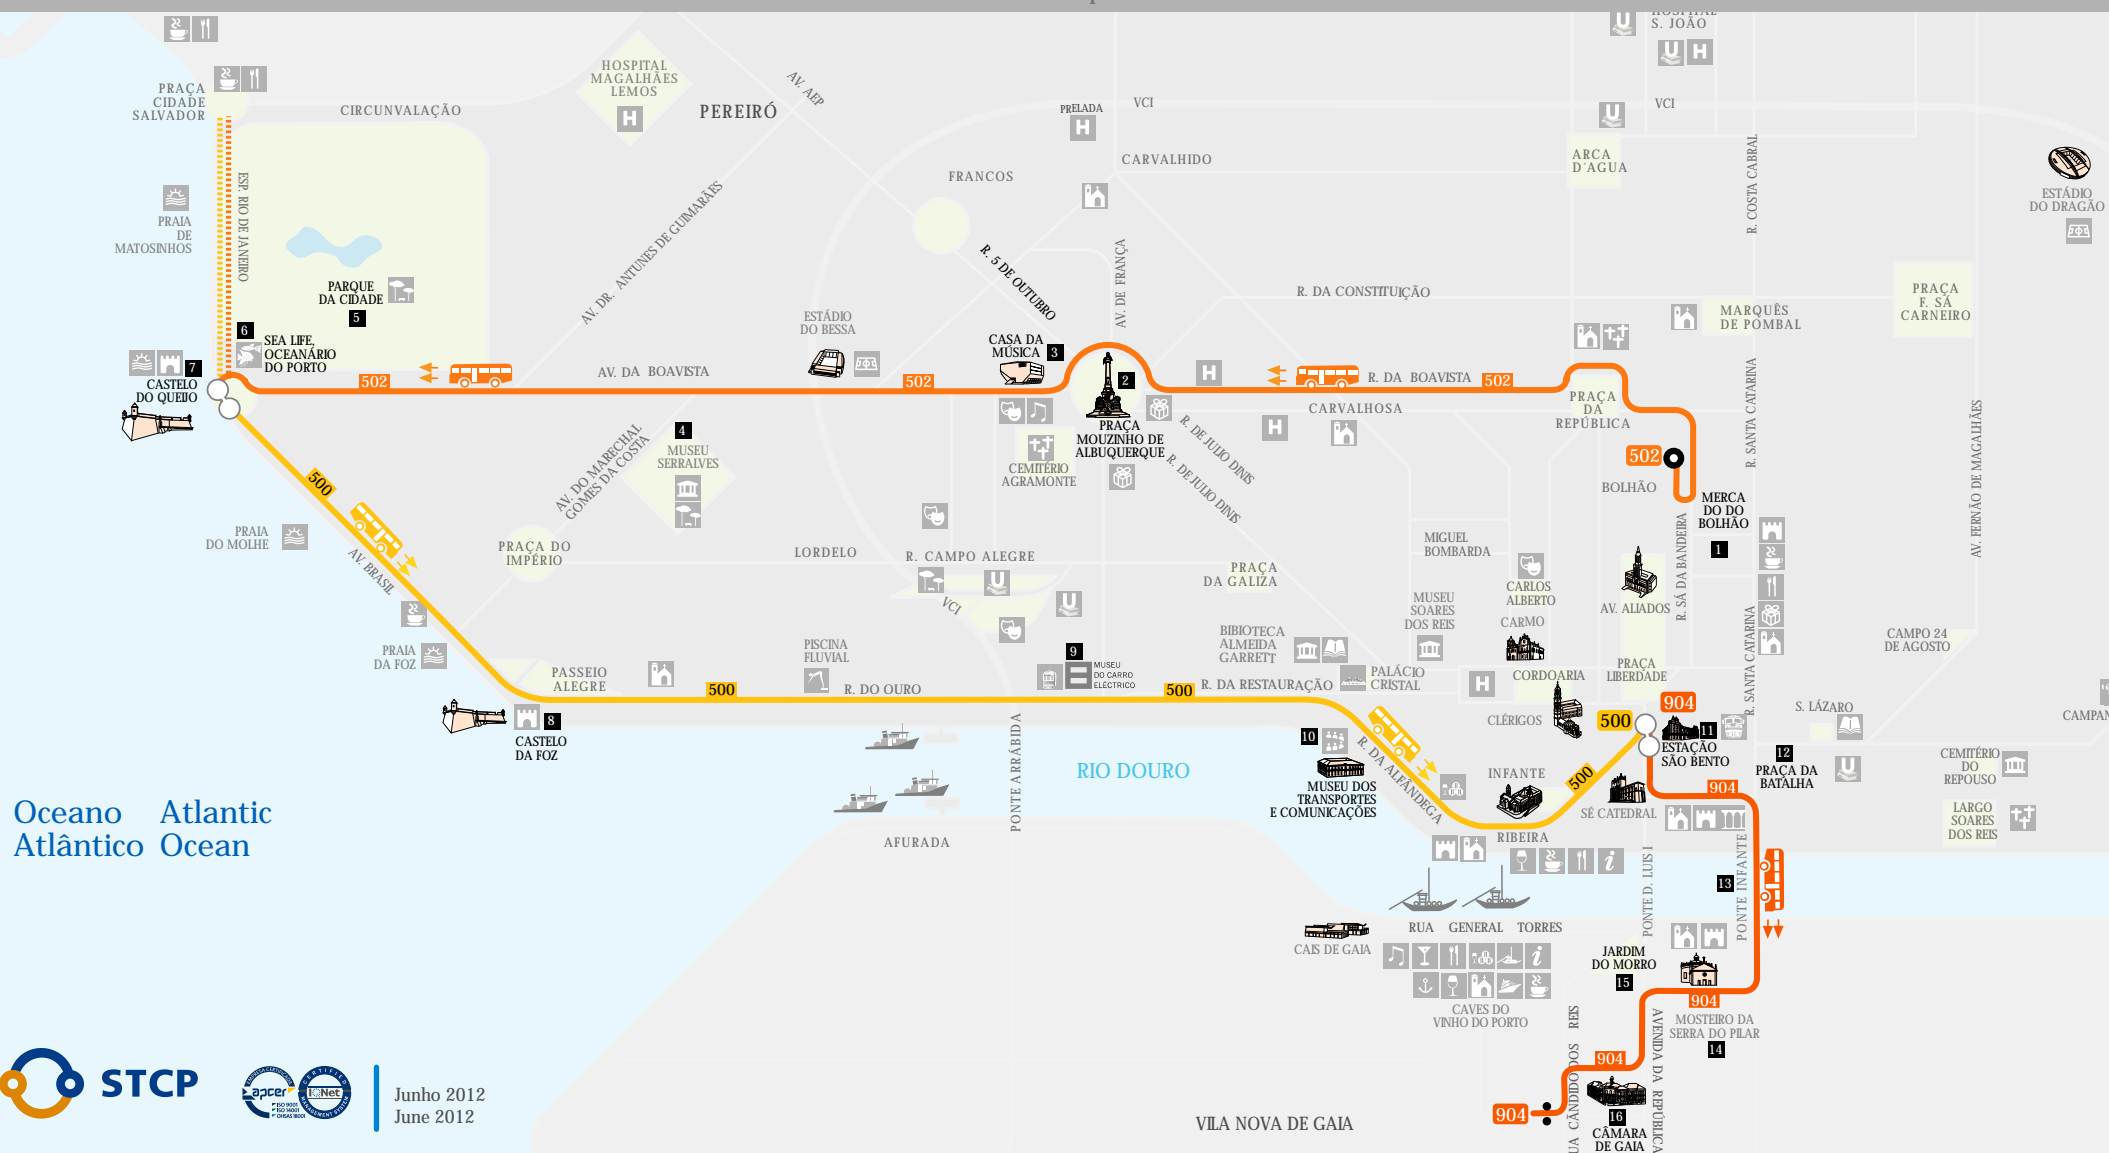 S. JOÃO
PRAÇA
CIDADE
SALVADOR
CIRCUNVALAÇÃO
HOSPITAL
MAGALHÃES
LEMOS
H
PEREIRÓ
AV. AEP
PRELADA
H
VCI
VCI
H
CARVALHIDO
FRANCOS
ARCA
D´AGUA
R. COSTA CABRAL
ESTÁDIO
DO DRAGÃO
ESP. RIO DE JANEIRO
PRAIA
DE
MATOSINHOS
AV. DR. ANTUNES DE GUIMARÃES
R. 5 DE OUTUBRO
AV. DE FRANÇA
PARQUE
DA CIDADE
5
R. DA CONSTITUIÇÃO
MARQUÊS
DE POMBAL
PRAÇA
F. SÁ
CARNEIRO
ESTÁDIO
DO BESSA
6
SEA LIFE,
OCEANÁRIO
DO PORTO
7
CASTELO
DO QUEIJO
502
AV. DA BOAVISTA
502
CASA DA
MÚSICA
3
2
H
R. DA BOAVISTA
502
PRAÇA
DA
REPÚBLICA
CARVALHOSA
H
R. SANTA CATARINA
AV. FERNÃO DE MAGALHÃES
PRAÇA
MOUZINHO DE
ALBUQUERQUE
R. DE JULIO DINIS
R. DE JULIO DINIS
CEMITÉRIO
AGRAMONTE
4
MUSEU
SERRALVES
AV. DO MARECHAL
GOMES DA COSTA
502
BOLHÃO
MERCA
DO DO
BOLHÃO
1
500
PRAIA
DO MOLHE
AV. BRASIL
PRAÇA DO
IMPÉRIO
LORDELO
R. CAMPO ALEGRE
VCI
PRAÇA
DA GALIZA
MIGUEL
BOMBARDA
CARLOS
ALBERTO
AV. ALIADOS
R. SÁ DA BANDEIRA
R. SANTA CATARINA
MUSEU
SOARES
DOS REIS
CARMO
BIBIOTECA
ALMEIDA
GARRETT
PRAIA
DA FOZ
PISCINA
FLUVIAL
9
MUSEU
DO CARRO
ELÉCTRICO
PALÁCIO
CRISTAL
H
CORDOARIA
PRAÇA
LIBERDADE
CAMPO 24
DE AGOSTO
PASSEIO
ALEGRE
500
R. DO OURO
500
R. DA RESTAURAÇÃO
8
CASTELO
DA FOZ
CLÉRIGOS
904
500
11
ESTAÇÃO
SÃO BENTO
S. LÁZARO
12
PRAÇA DA
BATALHA
CEMITÉRIO
DO
REPOUSO
PONTE ARRÁBIDA
RIO DOURO
10
MUSEU DOS
TRANSPORTES
E COMUNICAÇÕES
R. DA ALFÂNDEGA
INFANTE
500
SÉ CATEDRAL
904
LARGO
SOARES
DOS REIS
RIBEIRA
Oceano Atlantic
Atlântico Ocean
AFURADA
PONTE D. LUIS I
PONTE INFANTE
13
CAIS DE GAIA
RUA GENERAL TORRES
JARDIM
DO MORRO
15
904
MOSTEIRO DA
SERRA DO PILAR
14
CAVES DO
VINHO DO PORTO
904
904
AVENIDA DA REPÚBLICA
16
CÂMARA
DE GAIA
VILA NOVA DE GAIA
STCP
apcer
IQNet
Junho 2012
June 2012